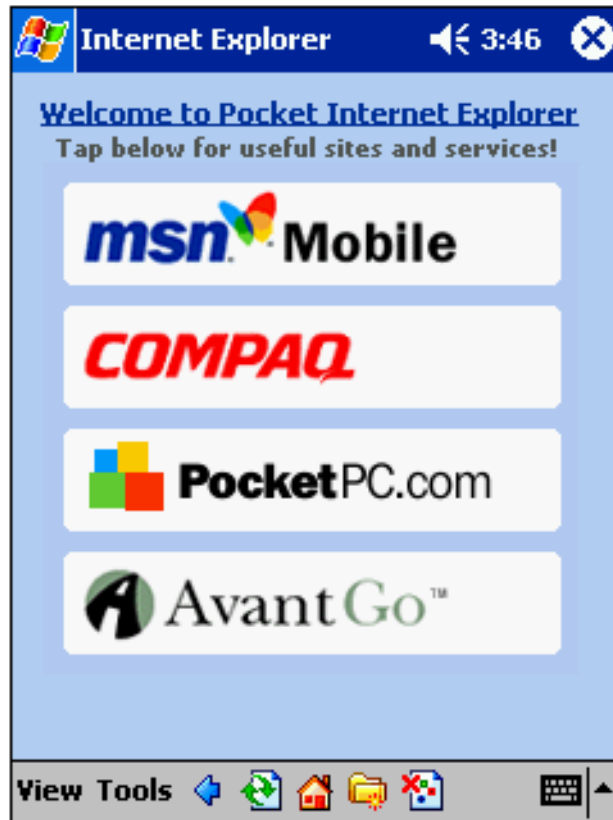 Internet Explorer 3:46
Welcome to Pocket Internet Explorer
Tap below for useful sites and services!
msn Mobile
COMPAQ
PocketPC.com
AvantGo™
View Tools